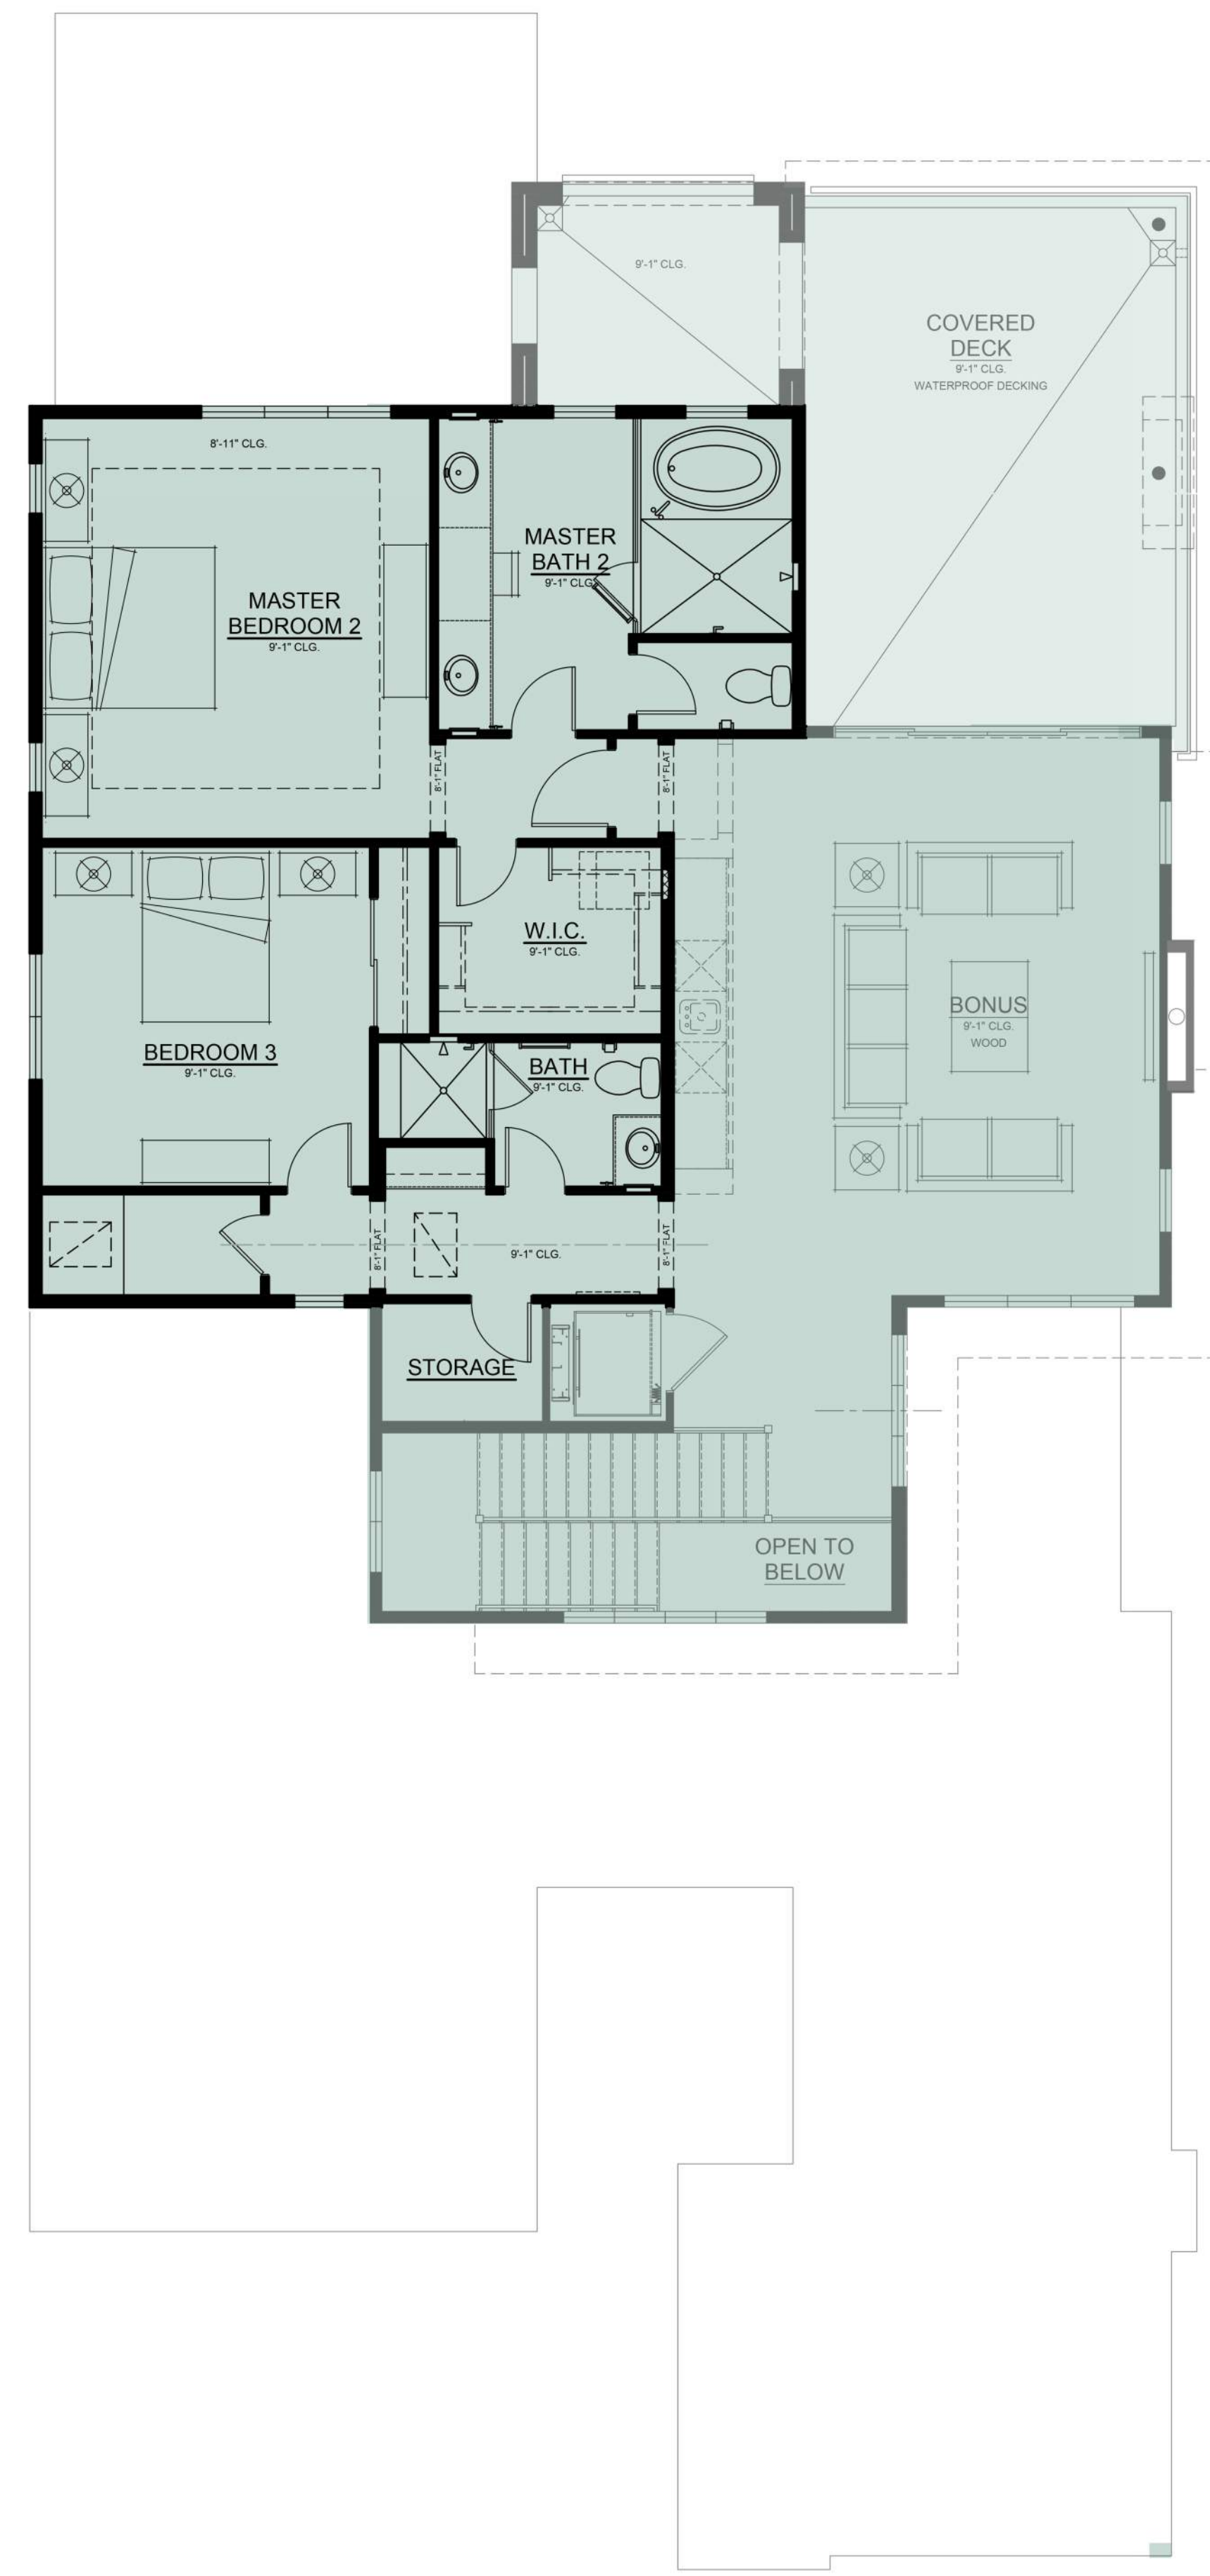 9'-1" CLG.
COVERED
DECK
9'-1" CLG.
WATERPROOF DECKING
8'-11" CLG.
MASTER
BATH 2
9'-1" CLG.
MASTER
BEDROOM 2
9'-1" CLG.
8'-1" FLAT
8'-1" FLAT
W.I.C.
9'-1" CLG.
BONUS
9'-1" CLG.
WOOD
BEDROOM 3
9'-1" CLG.
BATH
9'-1" CLG.
8'-1" FLAT
9'-1" CLG.
8'-1" FLAT
STORAGE
OPEN TO
BELOW